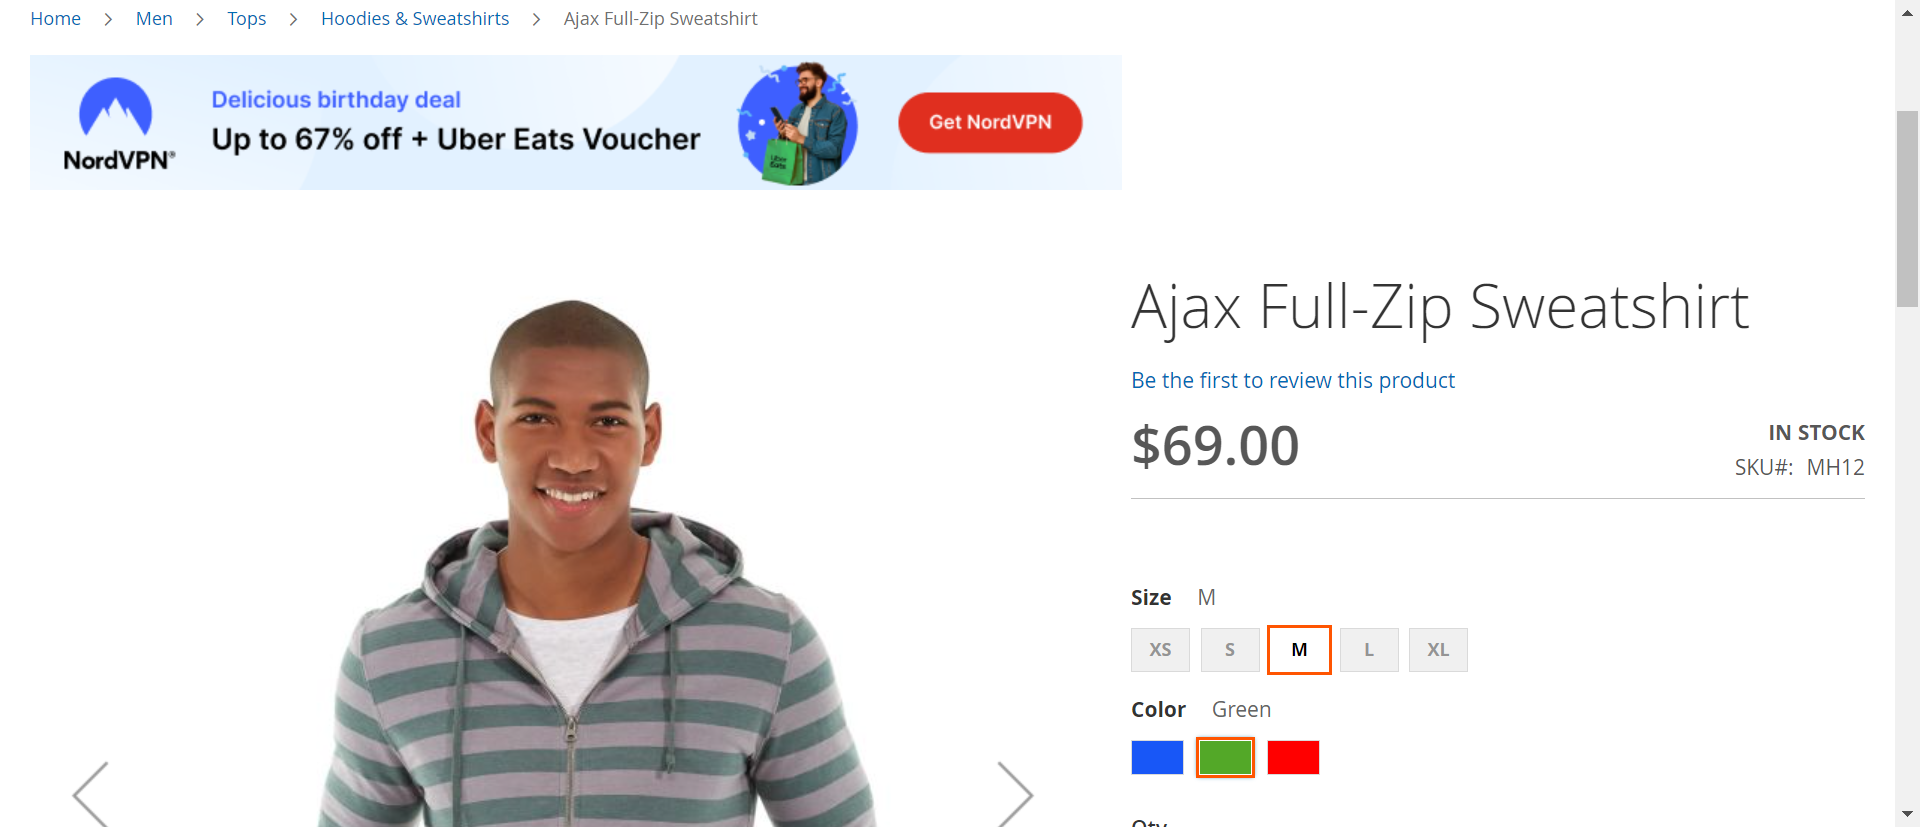 Home > Men > Tops > Hoodies & Sweatshirts > Ajax Full-Zip Sweatshirt
NordVPN®
Delicious birthday deal
Up to 67% off + Uber Eats Voucher
Uber
Eats
Get NordVPN
Ajax Full-Zip Sweatshirt
Be the first to review this product
$69.00
IN STOCK
SKU#: MH12
Size M
XS S M L XL
Color Green
Qty